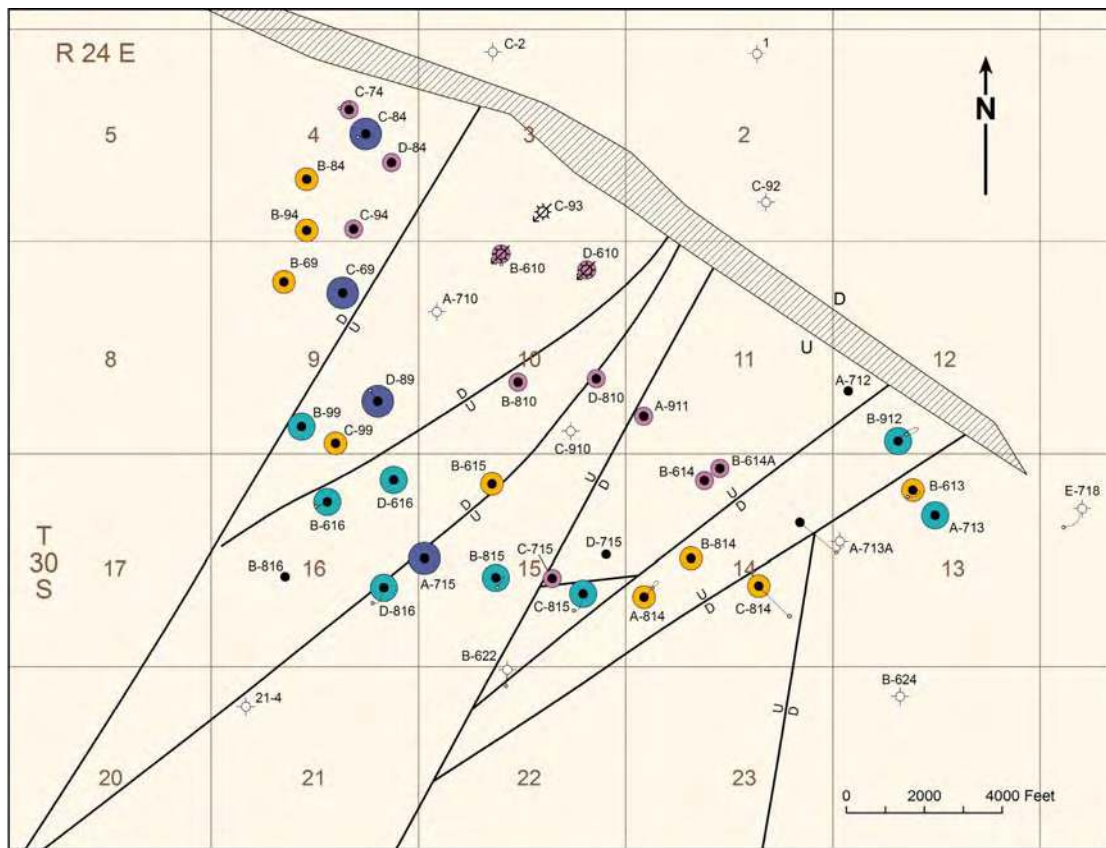 C-2
1
R 24 E
N
C-74
C-84
5
4
3
2
D-84
B-84
C-92
C-93
B-94
C-94
B-69
C-69
B-610
D-610
A-710
D
D
U
U
8
9
10
11
12
D-89
D
U
B-810
D-810
A-911
A-712
B-912
B-99
C-99
C-910
B-615
B-614A
B-614
U
D
D-616
B-616
D
U
U
D
B-613
A-713
E-718
T
30
S
17
16
15
14
13
B-816
A-715
B-815
C-715
D-715
B-814
A-713A
D-816
C-815
A-814
U
D
C-814
B-622
21-4
B-624
U
D
20
21
22
23
0 2000 4000 Feet